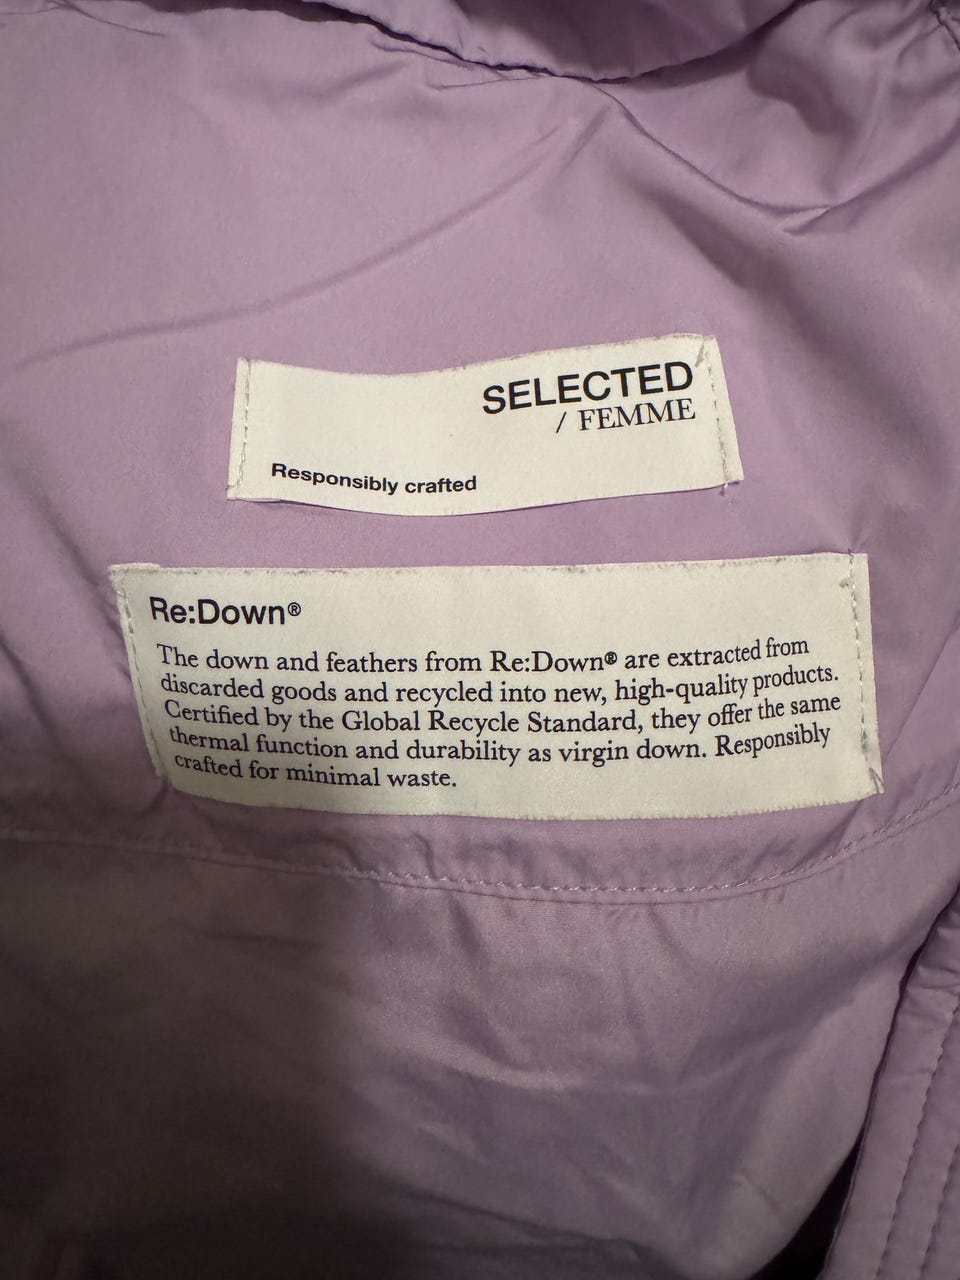 SELECTED
/ FEMME
Responsibly crafted
Re:Down®
The down and feathers from Re:Down® are extracted from
discarded goods and recycled into new, high-quality products.
Certified by the Global Recycle Standard, they offer the same
thermal function and durability as virgin down. Responsibly
crafted for minimal waste.